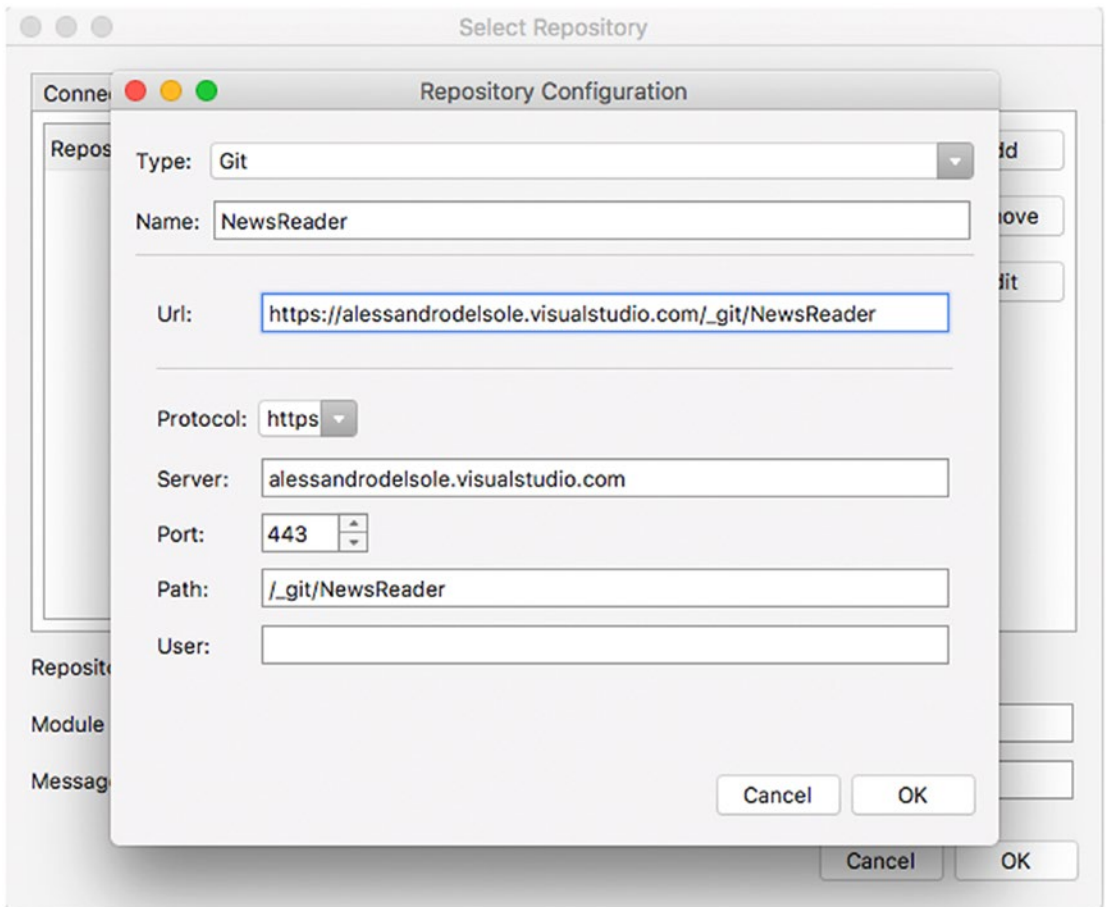 Select Repository
Repository Configuration
Type: Git
Name: NewsReader
Url: https://alessandrodelsole.visualstudio.com/_git/NewsReader
Protocol: https
Server: alessandrodelsole.visualstudio.com
Port: 443
Path: /_git/NewsReader
User:
Module
Cancel OK
Cancel OK